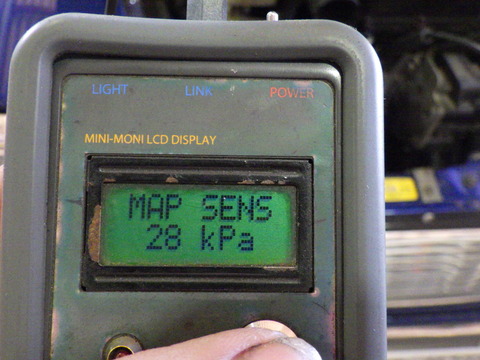 LIGHT LINK POWER
MINI-MONI LCD DISPLAY
MAP SENS
28 kPa